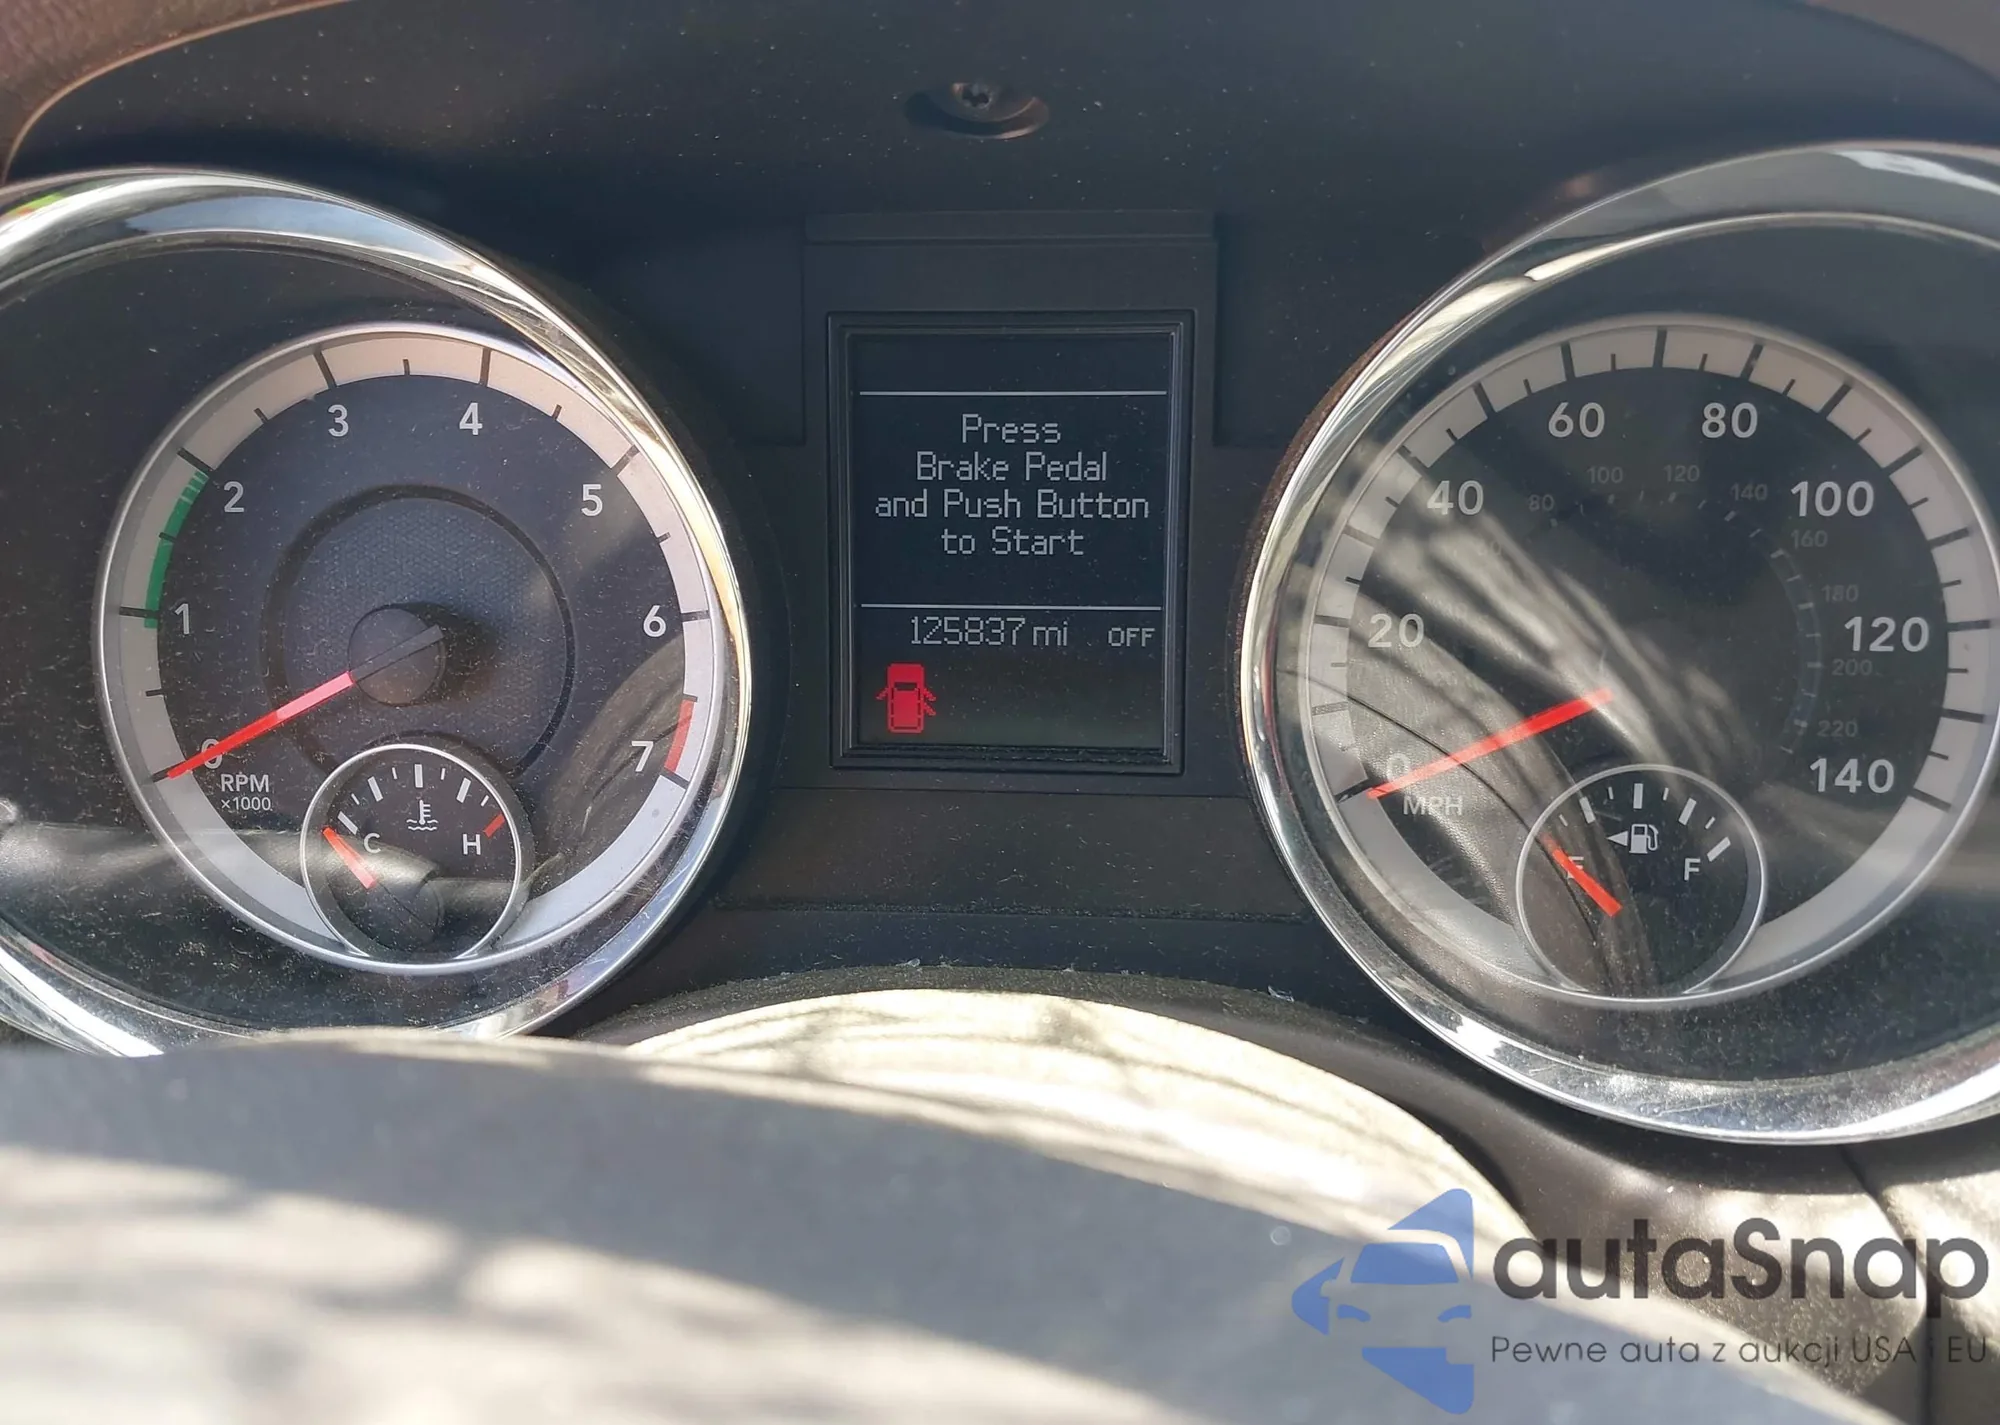 Press
Brake Pedal
and Push Button
to Start
125837 mi OFF
0 1 2 3 4 5 6 7
RPM
x1000
C H
0 20 40 60 80 100 120 140
MPH
80 100 120 140 160 180 200 220
F
autaSnap
Pewne auta z aukcji USA i EU